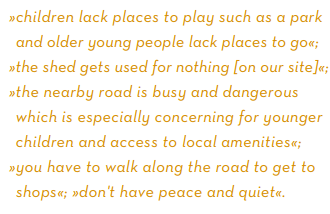 »children lack places to play such as a park
and older young people lack places to go«;
»the shed gets used for nothing [on our site]«;
»the nearby road is busy and dangerous
which is especially concerning for younger
children and access to local amenities«;
»you have to walk along the road to get to
shops«; »don't have peace and quiet«.